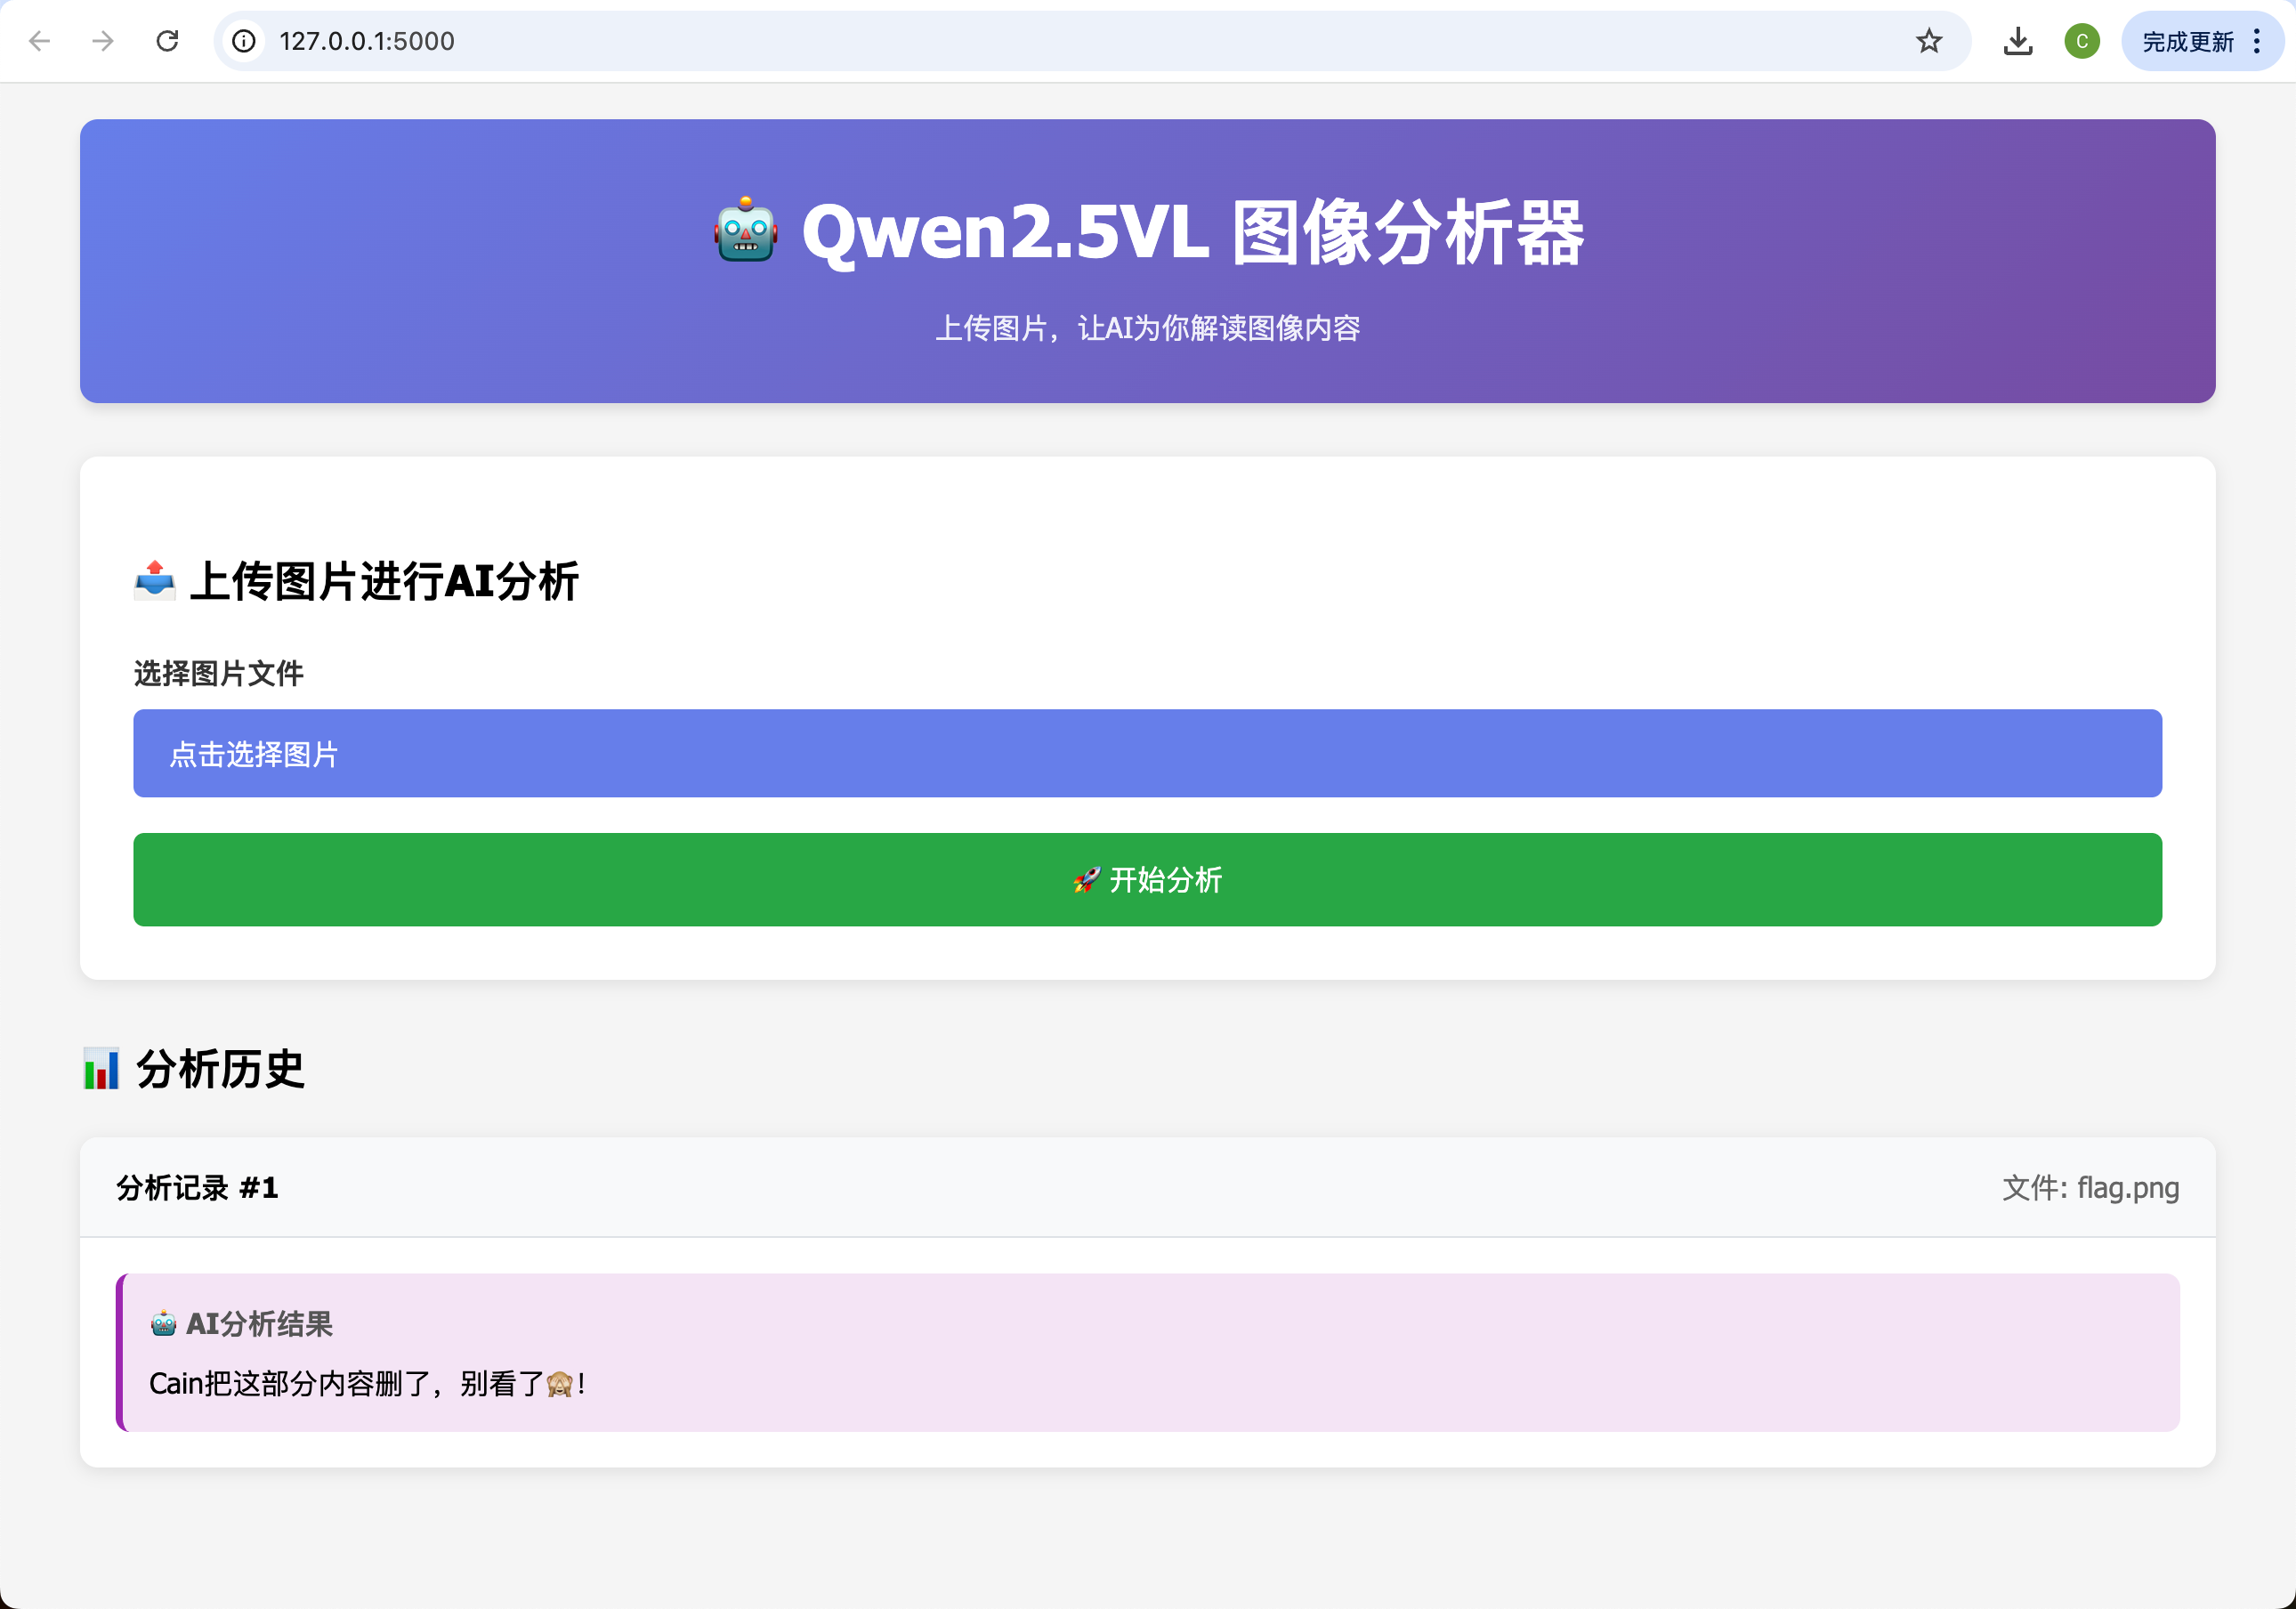 127.0.0.1:5000
C
完成更新
🤖 Qwen2.5VL 图像分析器
上传图片，让AI为你解读图像内容
📤 上传图片进行AI分析
选择图片文件
点击选择图片
🚀 开始分析
📊 分析历史
分析记录 #1
文件: flag.png
🤖 AI分析结果
Cain把这部分内容删了，别看了🙈！